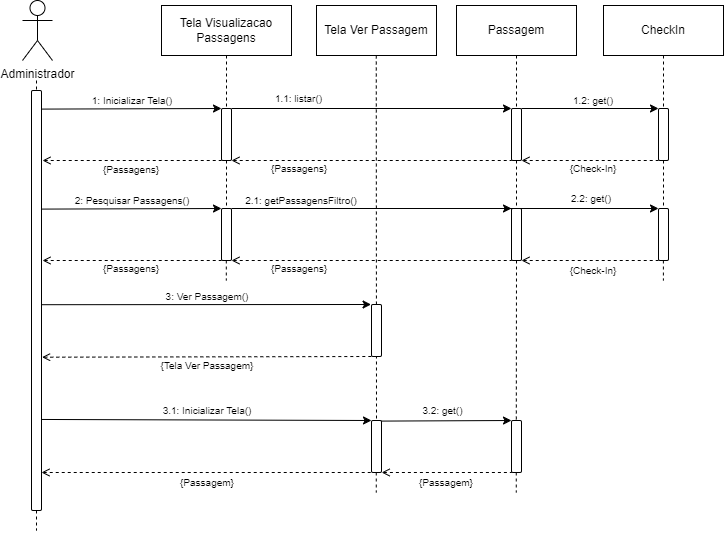 Tela Visualizacao
Passagens
Tela Ver Passagem
Passagem
CheckIn
Administrador
1: Inicializar Tela()
1.1: listar()
1.2: get()
{Passagens}
{Passagens}
{Check-In}
2: Pesquisar Passagens()
2.1: getPassagensFiltro()
2.2: get()
{Passagens}
{Passagens}
{Check-In}
3: Ver Passagem()
{Tela Ver Passagem}
3.1: Inicializar Tela()
3.2: get()
{Passagem}
{Passagem}